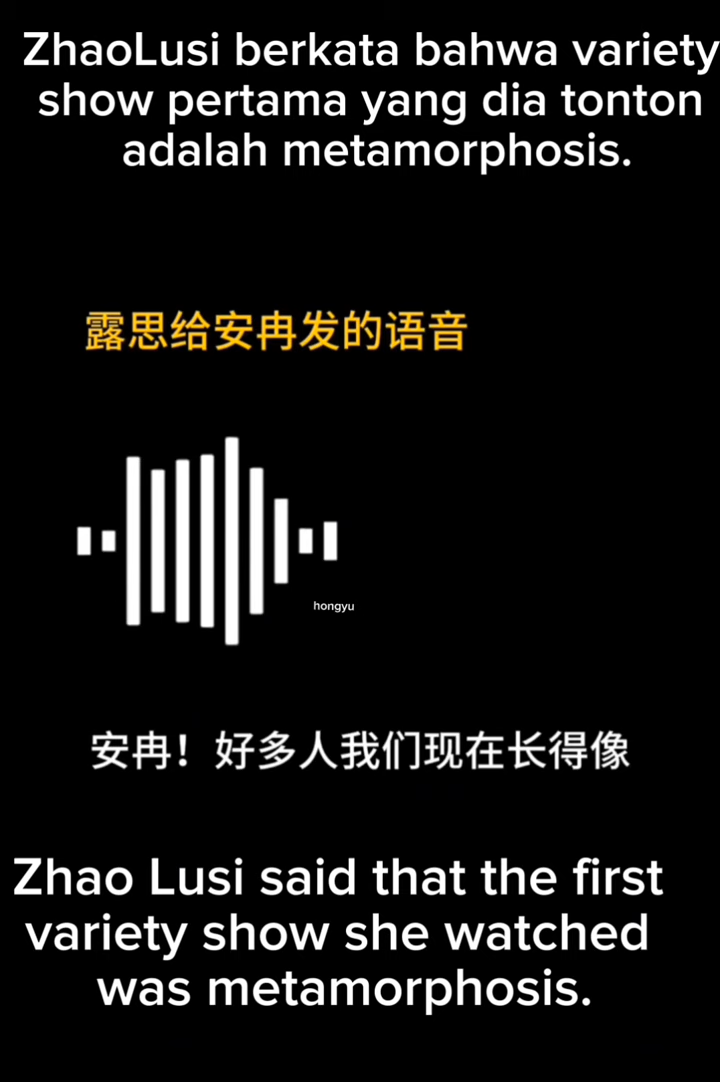 ZhaoLusi berkata bahwa variety
show pertama yang dia tonton
adalah metamorphosis.
露思给安冉发的语音
hongyu
安冉！好多人我们现在长得像
Zhao Lusi said that the first
variety show she watched
was metamorphosis.